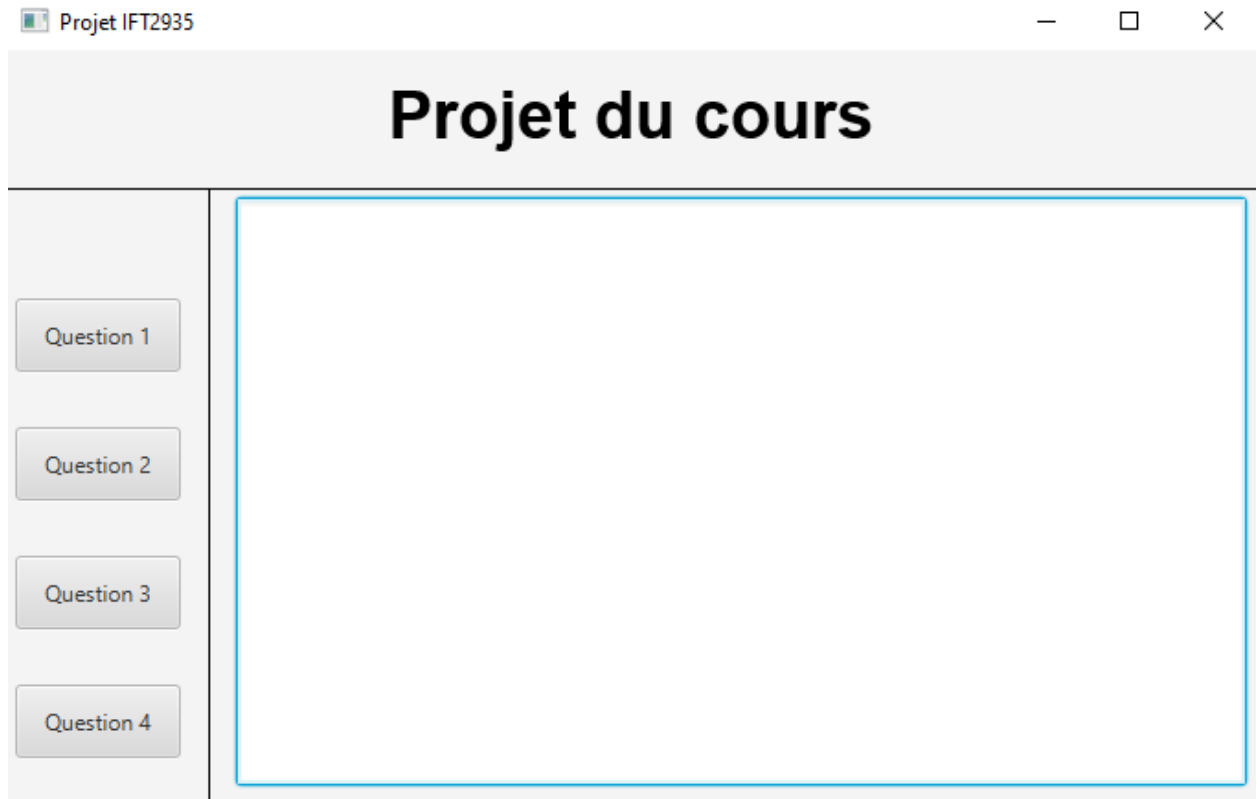 Projet IFT2935
Projet du cours
Question 1
Question 2
Question 3
Question 4